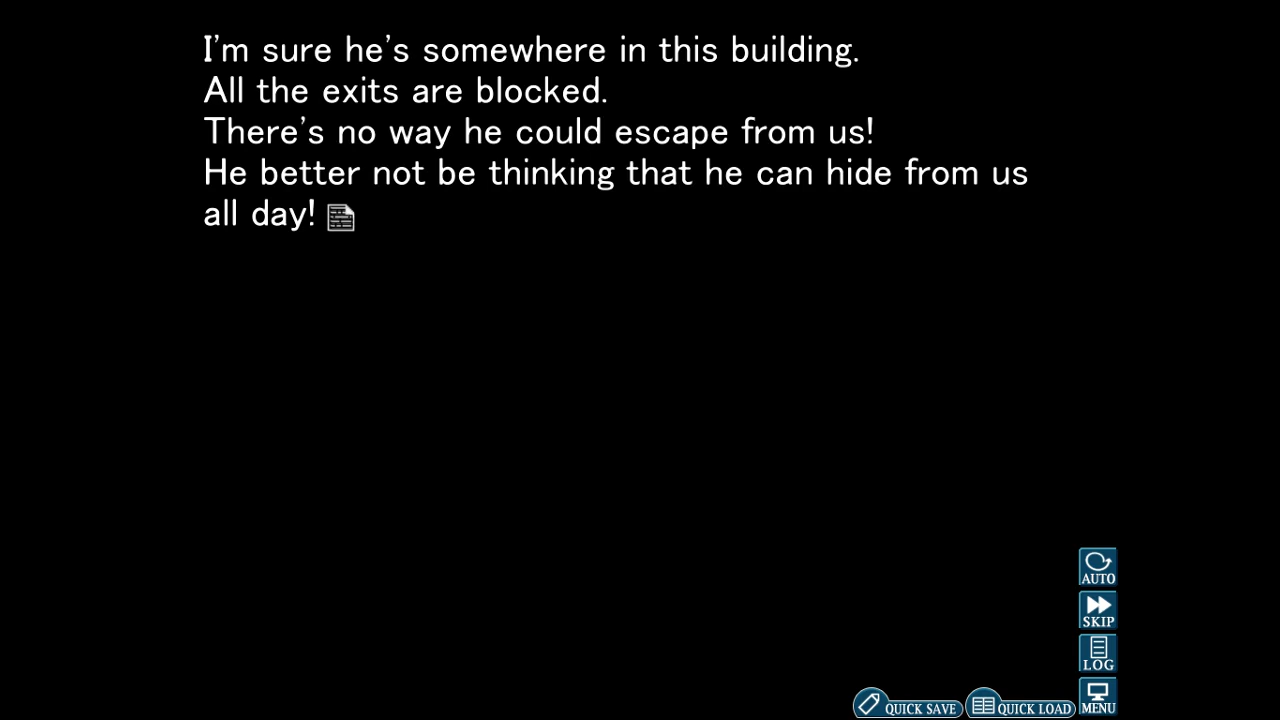 I'm sure he's somewhere in this building.
All the exits are blocked.
There's no way he could escape from us!
He better not be thinking that he can hide from us
all day!
AUTO
SKIP
LOG
MENU
QUICK SAVE
QUICK LOAD